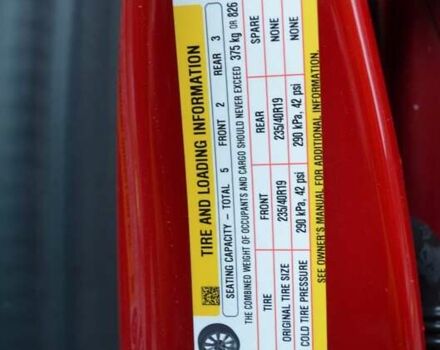 TIRE AND LOADING INFORMATION
SEATING CAPACITY – TOTAL 5 FRONT 2 REAR 3
THE COMBINED WEIGHT OF OCCUPANTS AND CARGO SHOULD NEVER EXCEED 375 kg OR 826
TIRE FRONT REAR SPARE
ORIGINAL TIRE SIZE 235/40R19 235/40R19 NONE
COLD TIRE PRESSURE 290 kPa, 42 psi 290 kPa, 42 psi NONE
SEE OWNER'S MANUAL FOR ADDITIONAL INFORMATION.